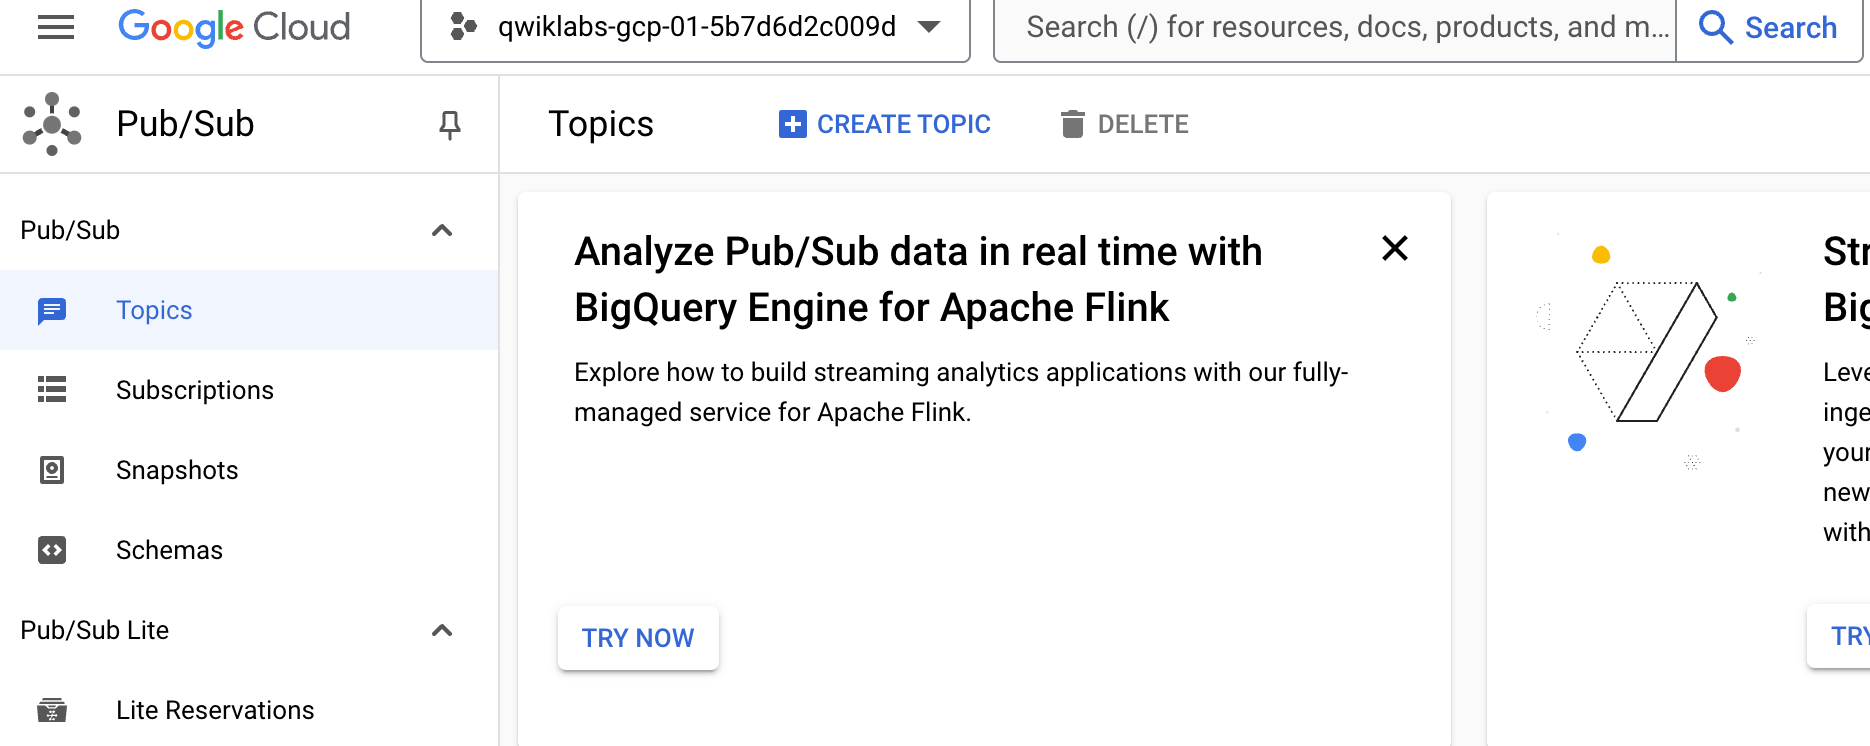 Google Cloud
qwiklabs-gcp-01-5b7d6d2c009d
Search (/) for resources, docs, products, and m...
Search
Pub/Sub
Topics
CREATE TOPIC
DELETE
Pub/Sub
Topics
Subscriptions
Snapshots
Schemas
Pub/Sub Lite
Lite Reservations
Analyze Pub/Sub data in real time with
BigQuery Engine for Apache Flink
Explore how to build streaming analytics applications with our fully-
managed service for Apache Flink.
TRY NOW
Str
Big
Leve
inge
your
new
with
TRY